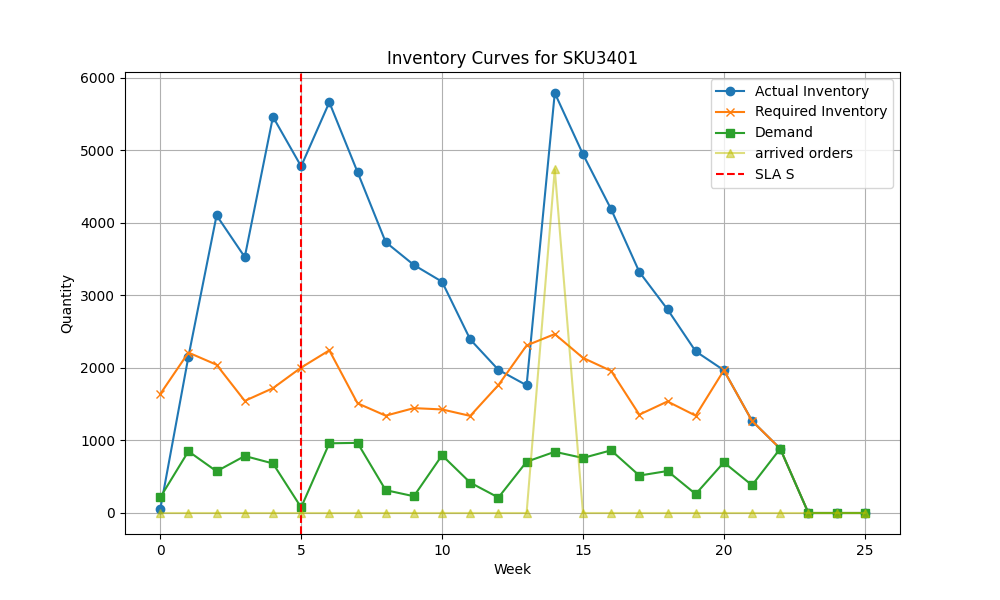 Inventory Curves for SKU3401
Actual Inventory
Required Inventory
Demand
arrived orders
SLA S
Quantity
6000
5000
4000
3000
2000
1000
0
0 5 10 15 20 25
Week